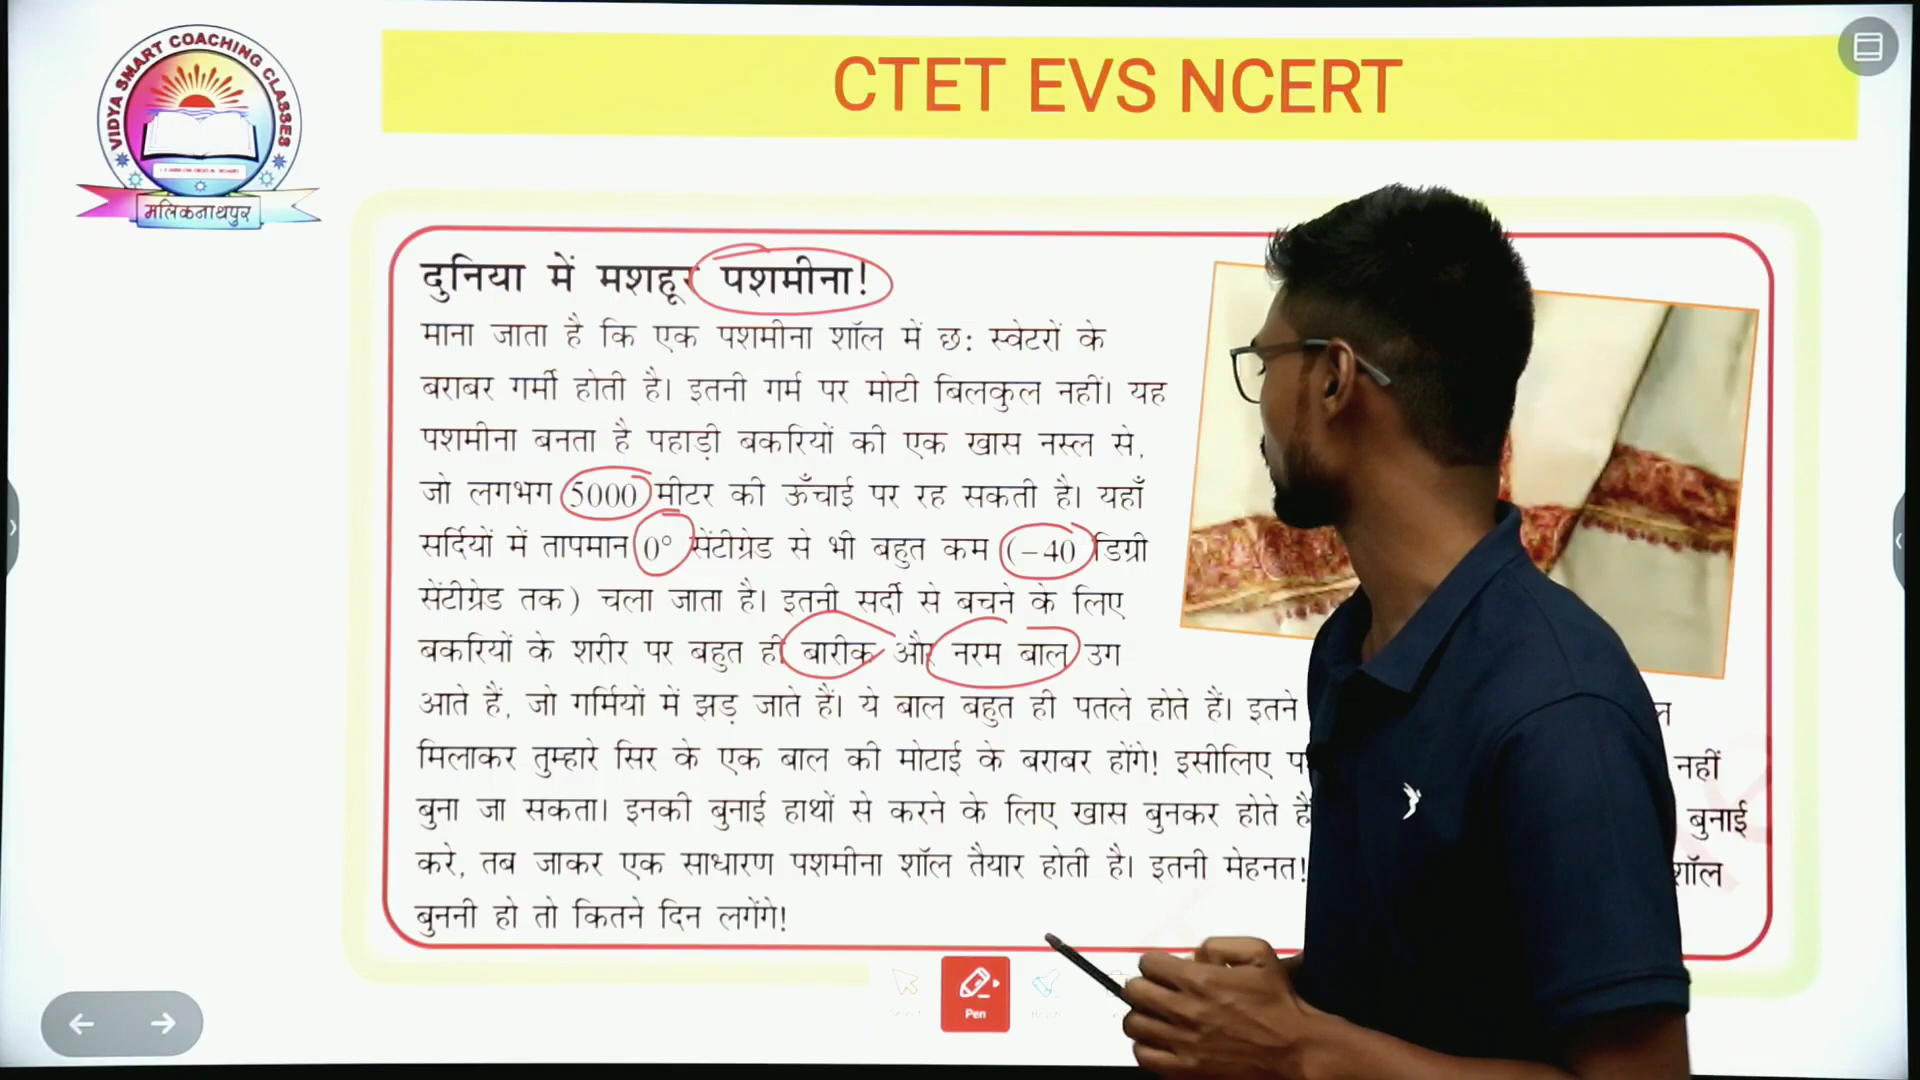 VIDYA SMART COACHING CLASSES
मलिकनाथपुर
CTET EVS NCERT
दुनिया में मशहूर पशमीना!
माना जाता है कि एक पशमीना शॉल में छः स्वेटरों के
बराबर गर्मी होती है। इतनी गर्म पर मोटी बिलकुल नहीं। यह
पशमीना बनता है पहाड़ी बकरियों की एक खास नस्ल से,
जो लगभग 5000 मीटर की ऊँचाई पर रह सकती है। यहाँ
सर्दियों में तापमान 0° सेंटीग्रेड से भी बहुत कम (−40 डिग्री
सेंटीग्रेड तक) चला जाता है। इतनी सर्दी से बचने के लिए
बकरियों के शरीर पर बहुत ही बारीक और नरम बाल उग
आते हैं, जो गर्मियों में झड़ जाते हैं। ये बाल बहुत ही पतले होते हैं। इतने
मिलाकर तुम्हारे सिर के एक बाल की मोटाई के बराबर होंगे! इसीलिए नहीं
बुना जा सकता। इनकी बुनाई हाथों से करने के लिए खास बुनकर होते हैं बुनाई
करे, तब जाकर एक साधारण पशमीना शॉल तैयार होती है। इतनी मेहनत! शॉल
बुननी हो तो कितने दिन लगेंगे!
Pen